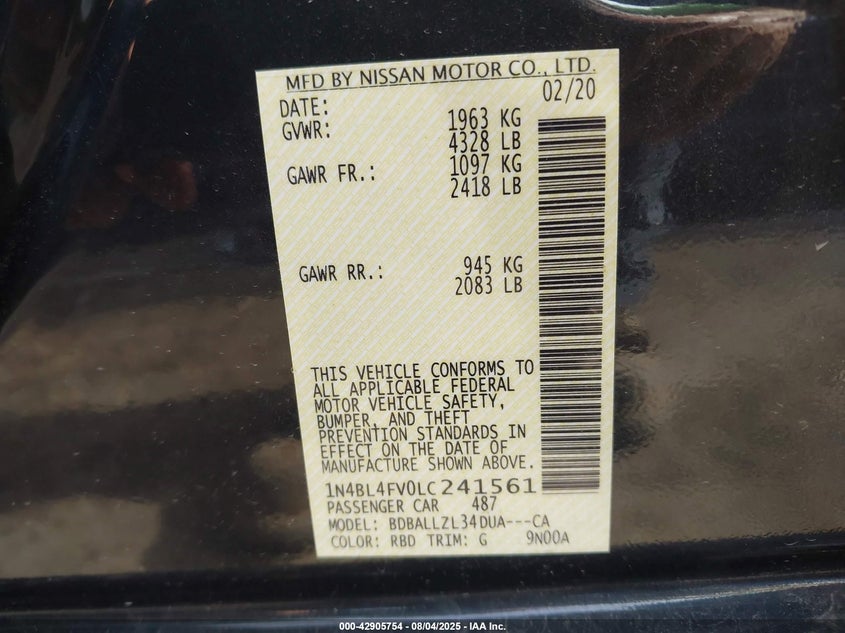 MFD BY NISSAN MOTOR CO., LTD.
DATE: 02/20
GVWR: 1963 KG
4328 LB
GAWR FR.: 1097 KG
2418 LB
GAWR RR.: 945 KG
2083 LB
THIS VEHICLE CONFORMS TO
ALL APPLICABLE FEDERAL
MOTOR VEHICLE SAFETY,
BUMPER, AND THEFT
PREVENTION STANDARDS IN
EFFECT ON THE DATE OF
MANUFACTURE SHOWN ABOVE.
1N4BL4FV0LC241561
PASSENGER CAR 487
MODEL: BDBALLZL34DUA---CA
COLOR: RBD TRIM: G 9N00A
000-42905754 - 08/04/2025 - IAA Inc.